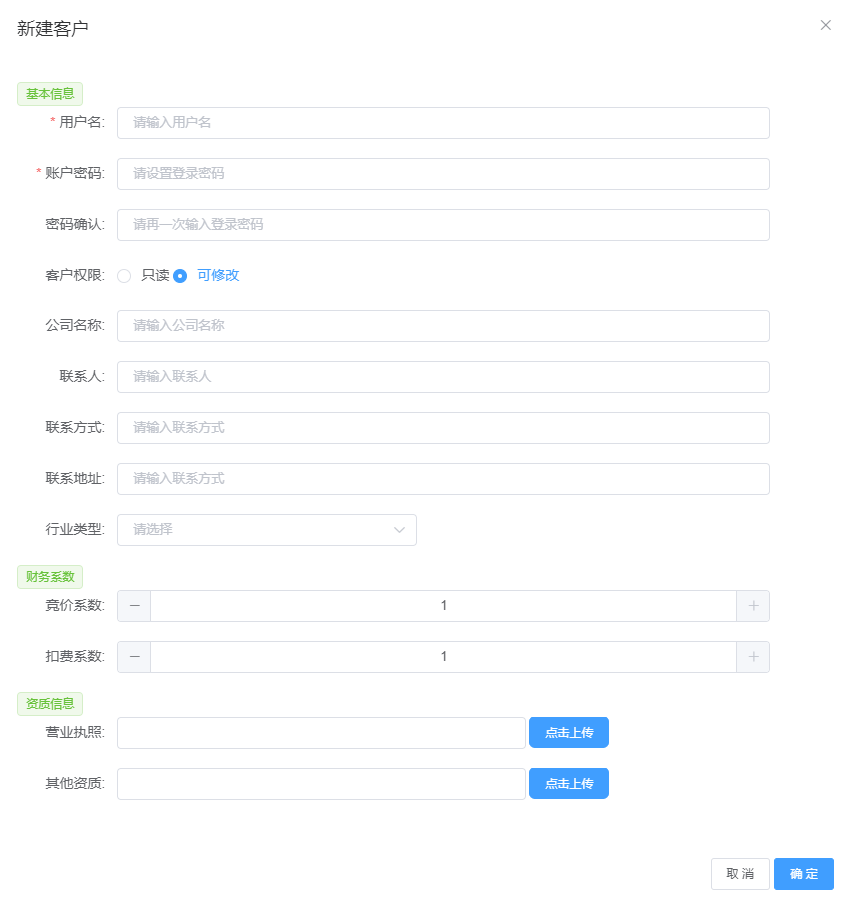 新建客户
基本信息
* 用户名: 请输入用户名
* 账户密码: 请设置登录密码
密码确认: 请再一次输入登录密码
客户权限: 只读 可修改
公司名称: 请输入公司名称
联系人: 请输入联系人
联系方式: 请输入联系方式
联系地址: 请输入联系方式
行业类型: 请选择
财务系数
竟价系数: 1
扣费系数: 1
资质信息
营业执照: 点击上传
其他资质: 点击上传
取 消 确 定